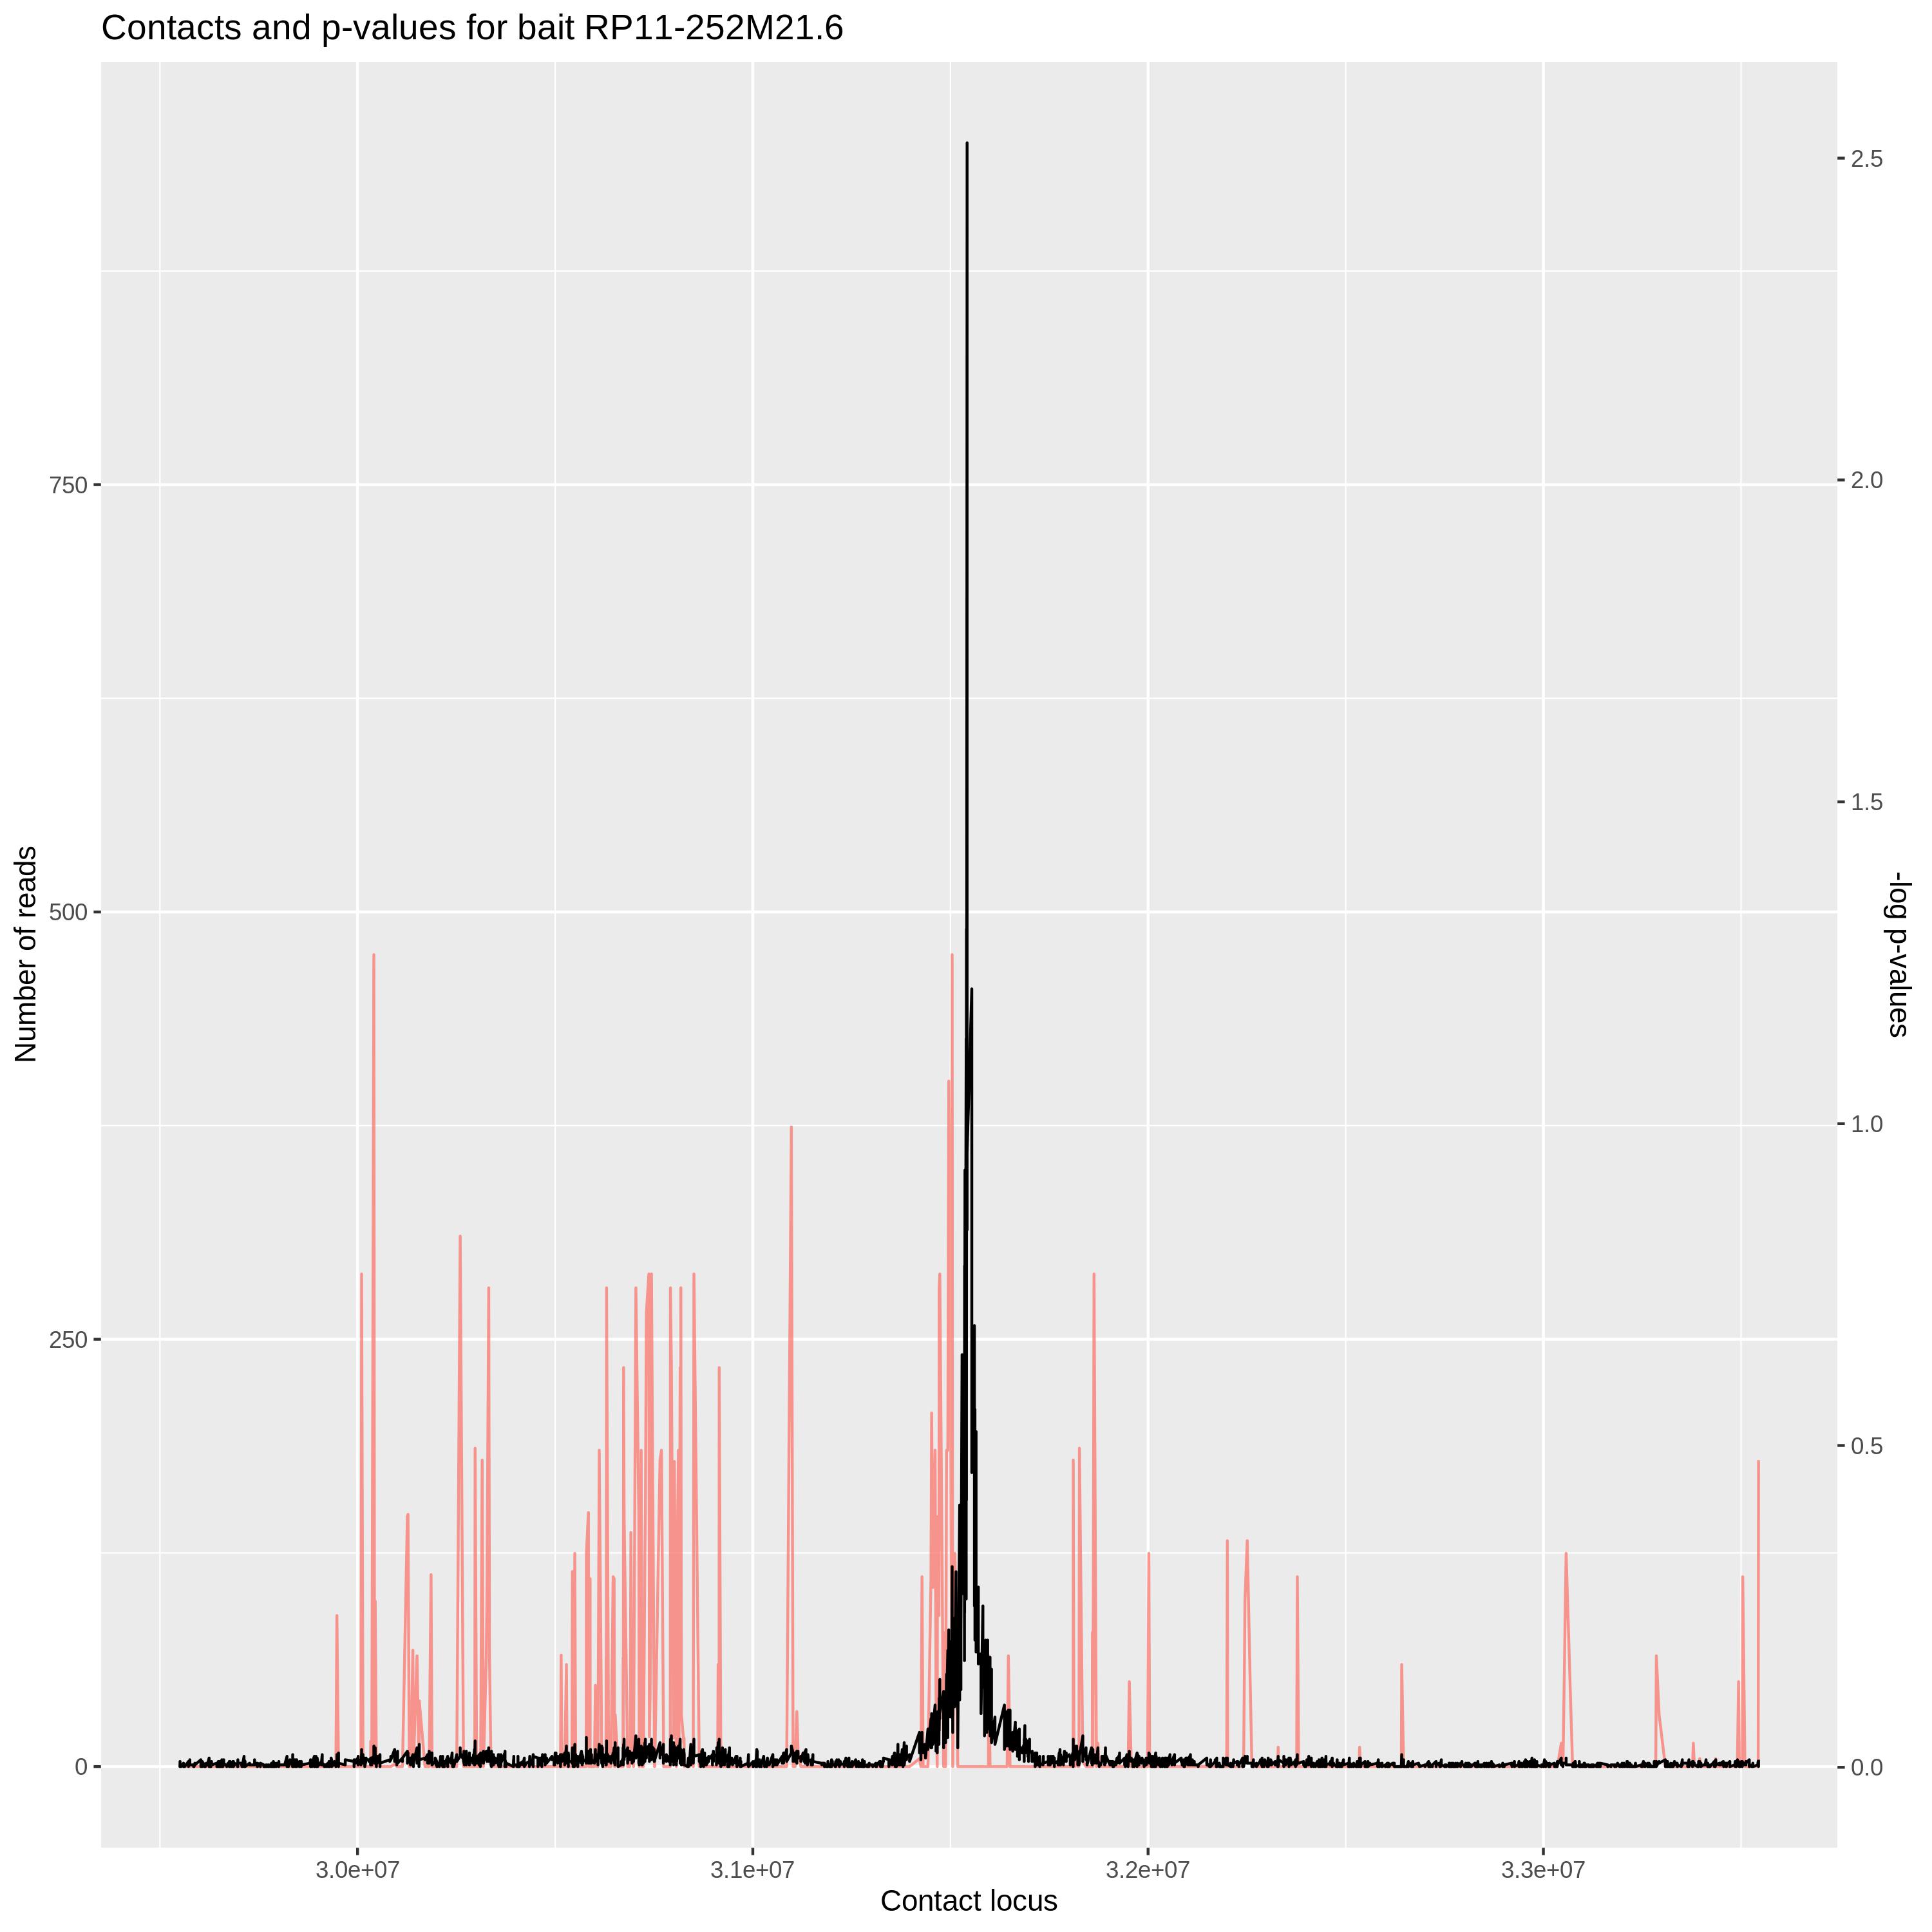 Contacts and p-values for bait RP11-252M21.6
Number of reads
750
500
250
0
2.5
2.0
1.5
1.0
0.5
0.0
-log p-values
3.0e+07
3.1e+07
3.2e+07
3.3e+07
Contact locus